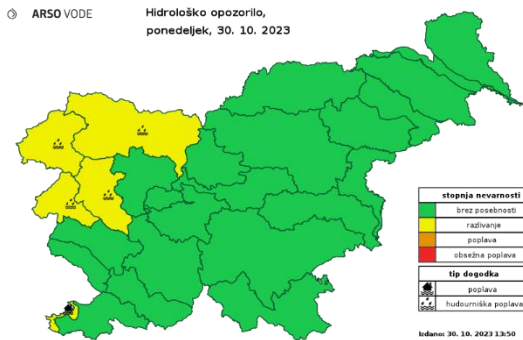 ARSO VODE
Hidrološko opozorilo,
ponedeljek, 30. 10. 2023
stopnja nevarnosti
brez posebnosti
razlivanje
poplava
obsežna poplava
tip dogodka
poplava
hudourniška poplava
Izdano: 30. 10. 2023 13:50